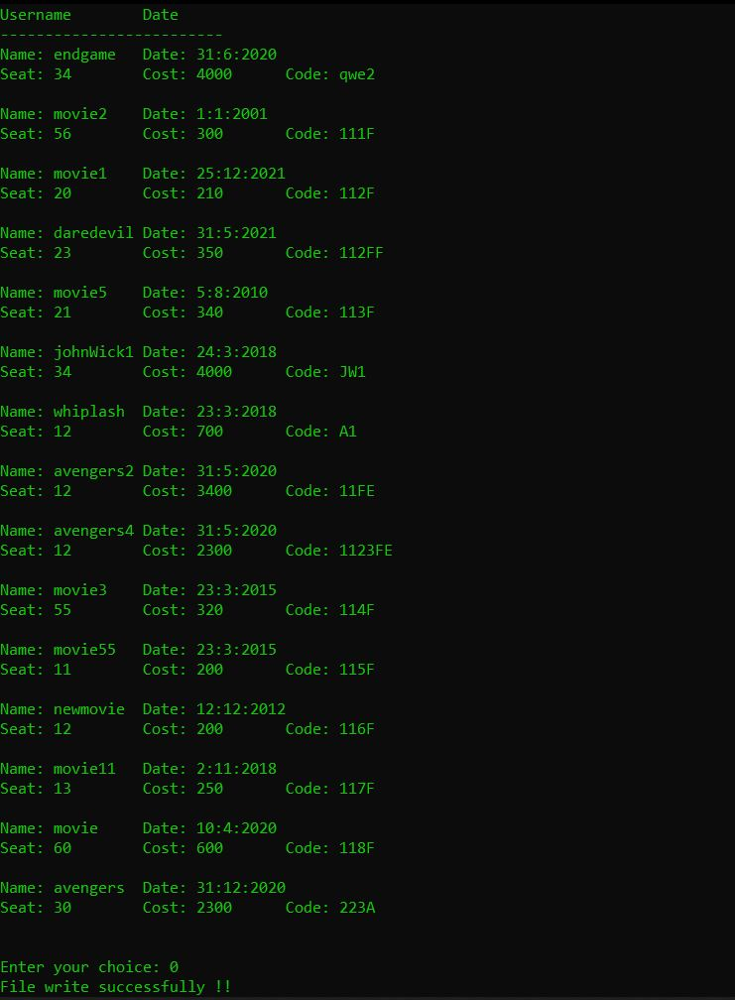 Username Date
-------------------------
Name: endgame Date: 31:6:2020
Seat: 34 Cost: 4000 Code: qwe2
Name: movie2 Date: 1:1:2001
Seat: 56 Cost: 300 Code: 111F
Name: movie1 Date: 25:12:2021
Seat: 20 Cost: 210 Code: 112F
Name: daredevil Date: 31:5:2021
Seat: 23 Cost: 350 Code: 112FF
Name: movie5 Date: 5:8:2010
Seat: 21 Cost: 340 Code: 113F
Name: johnWick1 Date: 24:3:2018
Seat: 34 Cost: 4000 Code: JW1
Name: whiplash Date: 23:3:2018
Seat: 12 Cost: 700 Code: A1
Name: avengers2 Date: 31:5:2020
Seat: 12 Cost: 3400 Code: 11FE
Name: avengers4 Date: 31:5:2020
Seat: 12 Cost: 2300 Code: 1123FE
Name: movie3 Date: 23:3:2015
Seat: 55 Cost: 320 Code: 114F
Name: movie55 Date: 23:3:2015
Seat: 11 Cost: 200 Code: 115F
Name: newmovie Date: 12:12:2012
Seat: 12 Cost: 200 Code: 116F
Name: movie11 Date: 2:11:2018
Seat: 13 Cost: 250 Code: 117F
Name: movie Date: 10:4:2020
Seat: 60 Cost: 600 Code: 118F
Name: avengers Date: 31:12:2020
Seat: 30 Cost: 2300 Code: 223A
Enter your choice: 0
File write successfully !!